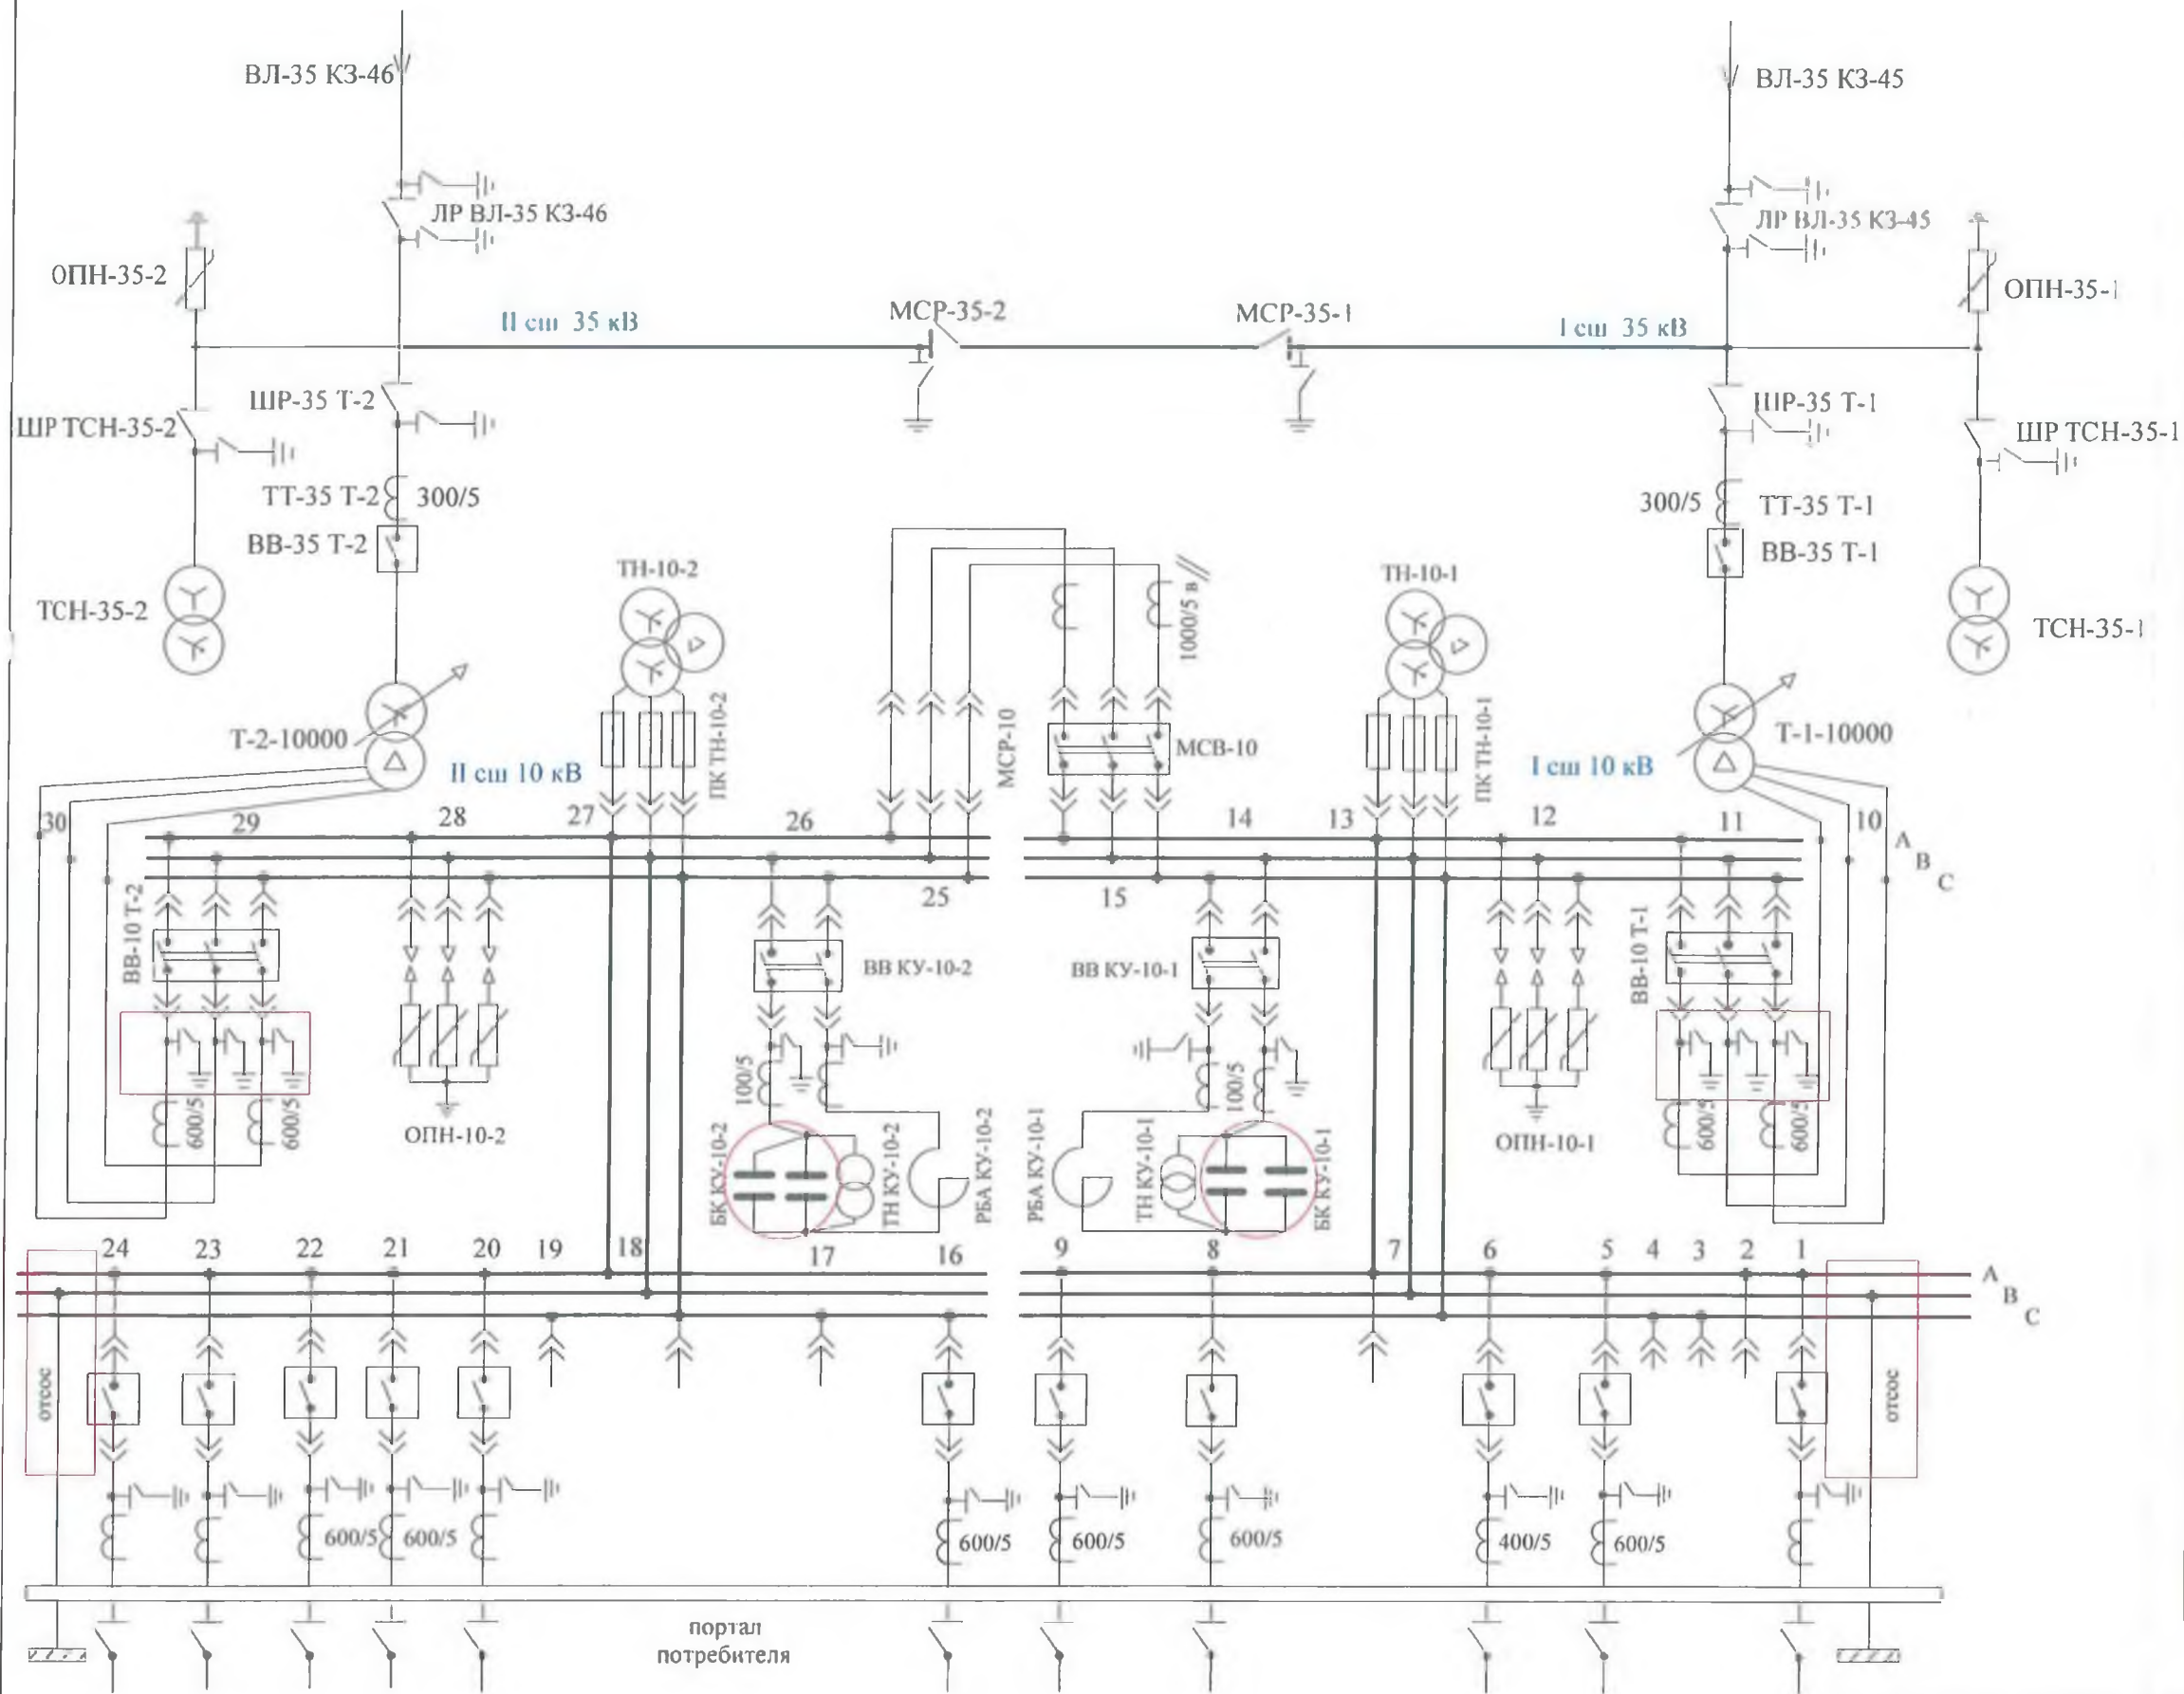 ВЛ-35 КЗ-46
ВЛ-35 КЗ-45
ЛР ВЛ-35 КЗ-46
ЛР ВЛ-35 КЗ-45
ОПН-35-2
ОПН-35-1
II сш 35 кВ
МСР-35-2
МСР-35-1
I сш 35 кВ
ШР ТСН-35-2
ШР-35 Т-2
ШР-35 Т-1
ШР ТСН-35-1
ТТ-35 Т-2
300/5
300/5
ТТ-35 Т-1
ВВ-35 Т-2
ВВ-35 Т-1
ТСН-35-2
ТН-10-2
1000/5 в
ТН-10-1
ТСН-35-1
Т-2-10000
II сш 10 кВ
ПК ТН-10-2
МСР-10
МСВ-10
ПК ТН-10-1
I сш 10 кВ
Т-1-10000
30
29
28
27
26
14
13
12
11
10
A
B
C
25
15
ВВ-10 Т-2
ВВ КУ-10-2
ВВ КУ-10-1
ВВ-10 Т-1
600/5
600/5
ОПН-10-2
100/5
100/5
ОПН-10-1
600/5
600/5
БК КУ-10-2
ТН КУ-10-2
РБА КУ-10-2
РБА КУ-10-1
ТН КУ-10-1
БК КУ-10-1
24
23
22
21
20
19
18
17
16
9
8
7
6
5
4
3
2
1
A
B
C
отсос
отсос
600/5
600/5
600/5
600/5
600/5
400/5
600/5
портал
потребителя